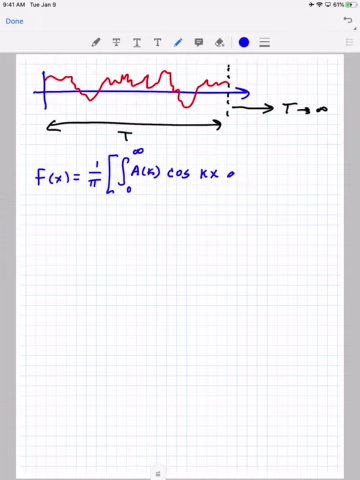 9:41 AM Tue Jan 9
61%
Done
T → ∞
T
f(x) = 1/π [ ∫₀^∞ A(k) cos kx